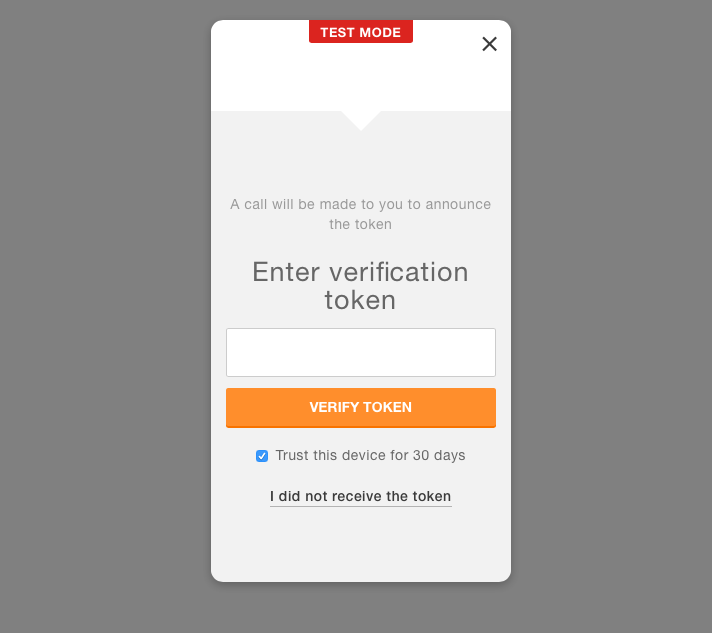 TEST MODE
A call will be made to you to announce
the token
Enter verification
token
VERIFY TOKEN
Trust this device for 30 days
I did not receive the token